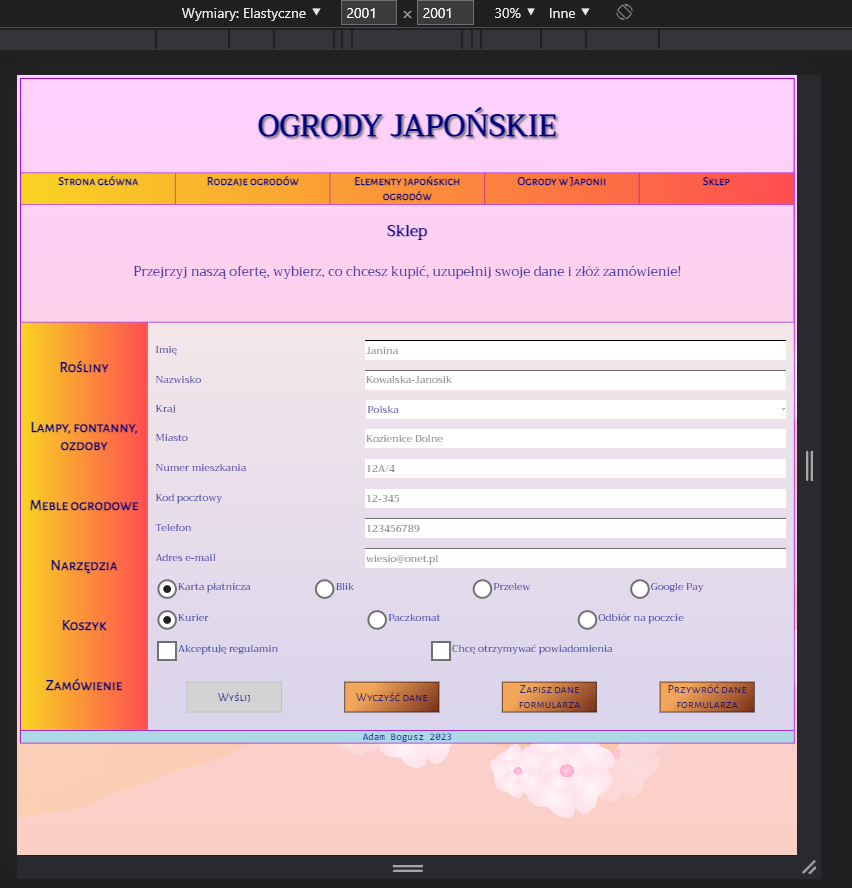 Wymiary: Elastyczne ▼ 2001 × 2001 30% ▼ Inne ▼
OGRODY JAPOŃSKIE
Strona główna Rodzaje ogrodów Elementy japońskich Ogrody w Japonii Sklep
ogrodów
Sklep
Przejrzyj naszą ofertę, wybierz, co chcesz kupić, uzupełnij swoje dane i złóż zamówienie!
Rośliny
Lampy, fontanny,
ozdoby
Meble ogrodowe
Narzędzia
Koszyk
Zamówienie
Imię Janina
Nazwisko Kowalska-Janosik
Kraj Polska
Miasto Kozienice Dolne
Numer mieszkania 12A/4
Kod pocztowy 12-345
Telefon 123456789
Adres e-mail wiesio@onet.pl
Karta płatnicza Blik Przelew Google Pay
Kurier Paczkomat Odbiór na poczcie
Akceptuję regulamin Chcę otrzymywać powiadomienia
Wyślij Wyczyść dane Zapisz dane Przywróć dane
formularza formularza
Adam Bogusz 2023